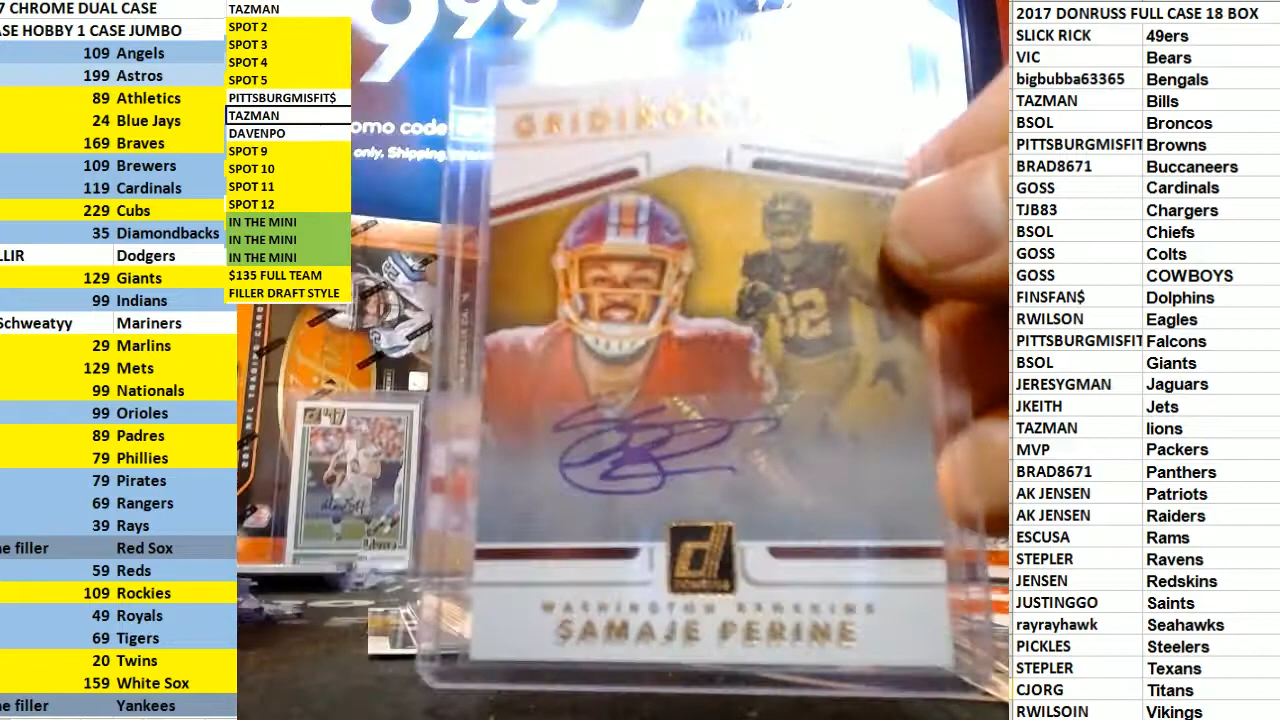 7 CHROME DUAL CASE
ASE HOBBY 1 CASE JUMBO
109 Angels
199 Astros
89 Athletics
24 Blue Jays
169 Braves
109 Brewers
119 Cardinals
229 Cubs
35 Diamondbacks
LLIR Dodgers
129 Giants
99 Indians
Schweatyy Mariners
29 Marlins
129 Mets
99 Nationals
99 Orioles
89 Padres
79 Phillies
79 Pirates
69 Rangers
39 Rays
ne filler Red Sox
59 Reds
109 Rockies
49 Royals
69 Tigers
20 Twins
159 White Sox
ne filler Yankees
TAZMAN
SPOT 2
SPOT 3
SPOT 4
SPOT 5
PITTSBURGMISFIT$
TAZMAN
DAVENPO
SPOT 9
SPOT 10
SPOT 11
SPOT 12
IN THE MINI
IN THE MINI
IN THE MINI
$135 FULL TEAM
FILLER DRAFT STYLE
999
omo code
only. Shipping
GRIDIRON
WASHINGTON REDSKINS
SAMAJE PERINE
2017 DONRUSS FULL CASE 18 BOX
SLICK RICK 49ers
VIC Bears
bigbubba63365 Bengals
TAZMAN Bills
BSOL Broncos
PITTSBURGMISFIT Browns
BRAD8671 Buccaneers
GOSS Cardinals
TJB83 Chargers
BSOL Chiefs
GOSS Colts
GOSS COWBOYS
FINSFAN$ Dolphins
RWILSON Eagles
PITTSBURGMISFIT Falcons
BSOL Giants
JERESYGMAN Jaguars
JKEITH Jets
TAZMAN lions
MVP Packers
BRAD8671 Panthers
AK JENSEN Patriots
AK JENSEN Raiders
ESCUSA Rams
STEPLER Ravens
JENSEN Redskins
JUSTINGGO Saints
rayrayhawk Seahawks
PICKLES Steelers
STEPLER Texans
CJORG Titans
RWILSOIN Vikings